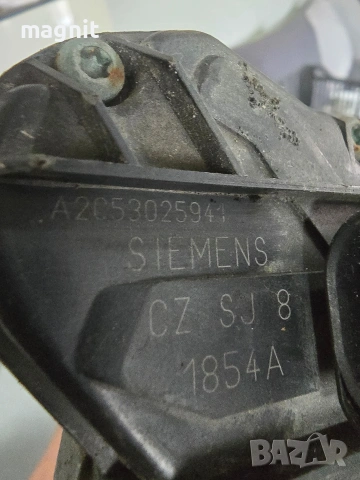 magnit
A2C53025941
SIEMENS
CZ SJ 8
1854A
BAZAR